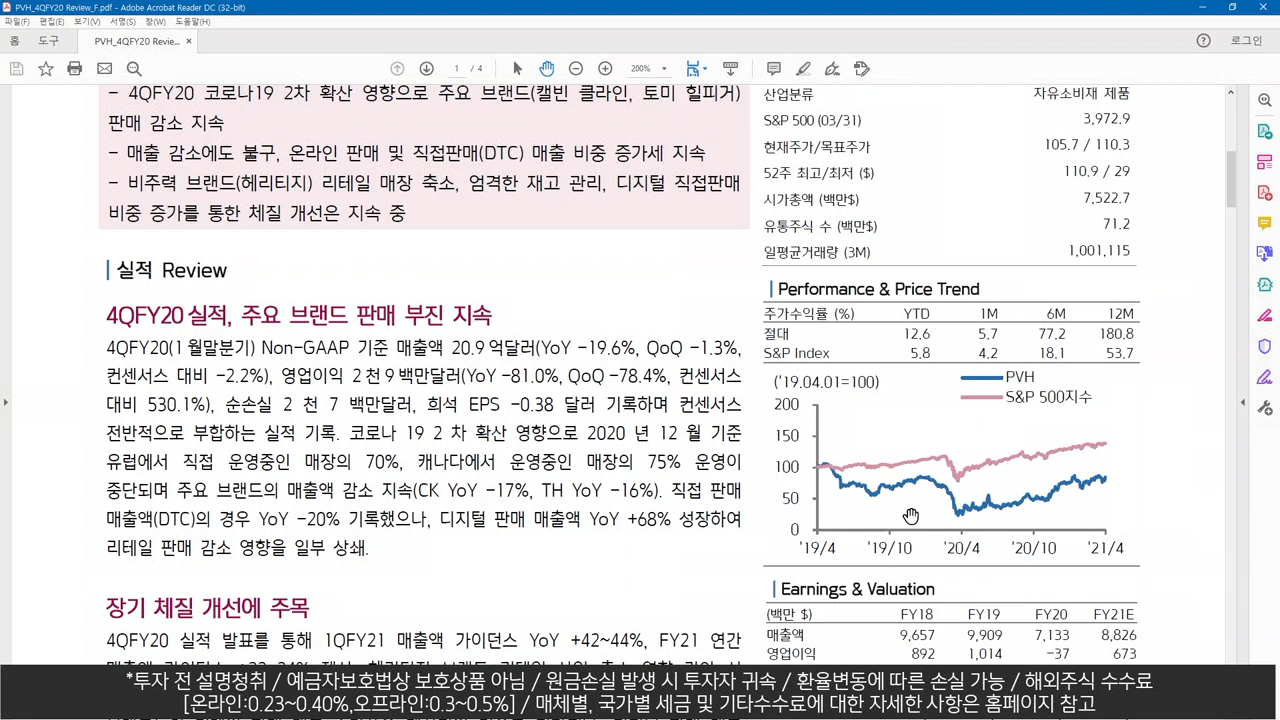 PVH_4QFY20 Review_F.pdf - Adobe Acrobat Reader DC (32-bit)
파일(F) 편집(E) 보기(V) 서명(S) 창(W) 도움말(H)
홈 도구 PVH_4QFY20 Revie... × 로그인
1 / 4 200%
- 4QFY20 코로나19 2차 확산 영향으로 주요 브랜드(캘빈 클라인, 토미 힐피거)
판매 감소 지속
- 매출 감소에도 불구, 온라인 판매 및 직접판매(DTC) 매출 비중 증가세 지속
- 비주력 브랜드(헤리티지) 리테일 매장 축소, 엄격한 재고 관리, 디지털 직접판매
비중 증가를 통한 체질 개선은 지속 중
실적 Review
4QFY20 실적, 주요 브랜드 판매 부진 지속
4QFY20(1월말분기) Non-GAAP 기준 매출액 20.9억달러(YoY -19.6%, QoQ -1.3%,
컨센서스 대비 -2.2%), 영업이익 2천9백만달러(YoY -81.0%, QoQ -78.4%, 컨센서스
대비 530.1%), 순손실 2천 7 백만달러, 희석 EPS -0.38 달러 기록하며 컨센서스
전반적으로 부합하는 실적 기록. 코로나 19 2 차 확산 영향으로 2020 년 12 월 기준
유럽에서 직접 운영중인 매장의 70%, 캐나다에서 운영중인 매장의 75% 운영이
중단되며 주요 브랜드의 매출액 감소 지속(CK YoY -17%, TH YoY -16%). 직접 판매
매출액(DTC)의 경우 YoY -20% 기록했으나, 디지털 판매 매출액 YoY +68% 성장하여
리테일 판매 감소 영향을 일부 상쇄.
장기 체질 개선에 주목
4QFY20 실적 발표를 통해 1QFY21 매출액 가이던스 YoY +42~44%, FY21 연간
산업분류 자유소비재 제품
S&P 500 (03/31) 3,972.9
현재주가/목표주가 105.7 / 110.3
52주 최고/최저 ($) 110.9 / 29
시가총액 (백만$) 7,522.7
유통주식 수 (백만$) 71.2
일평균거래량 (3M) 1,001,115
Performance & Price Trend
주가수익률 (%) YTD 1M 6M 12M
절대 12.6 5.7 77.2 180.8
S&P Index 5.8 4.2 18.1 53.7
('19.04.01=100) PVH
S&P 500지수
200
150
100
50
0
'19/4 '19/10 '20/4 '20/10 '21/4
Earnings & Valuation
(백만 $) FY18 FY19 FY20 FY21E
매출액 9,657 9,909 7,133 8,826
영업이익 892 1,014 -37 673
*투자 전 설명청취 / 예금자보호법상 보호상품 아님 / 원금손실 발생 시 투자자 귀속 / 환율변동에 따른 손실 가능 / 해외주식 수수료
[온라인:0.23~0.40%,오프라인:0.3~0.5%] / 매체별, 국가별 세금 및 기타수수료에 대한 자세한 사항은 홈페이지 참고